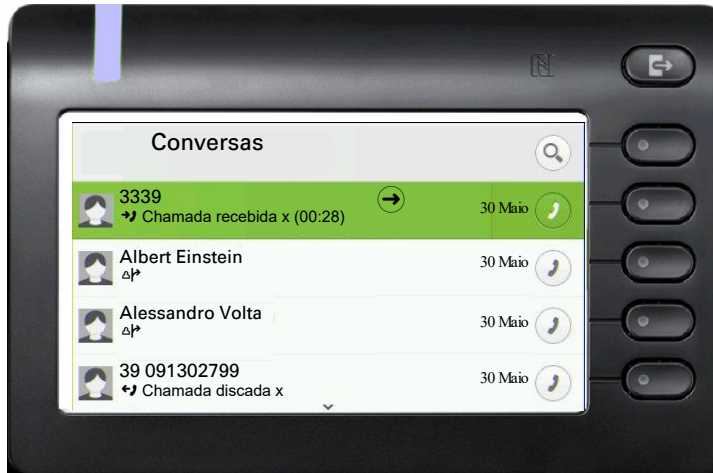 Conversas
3339
30 Maio
Chamada recebida x (00:28)
Albert Einstein
30 Maio
Alessandro Volta
30 Maio
39 091302799
30 Maio
Chamada discada x